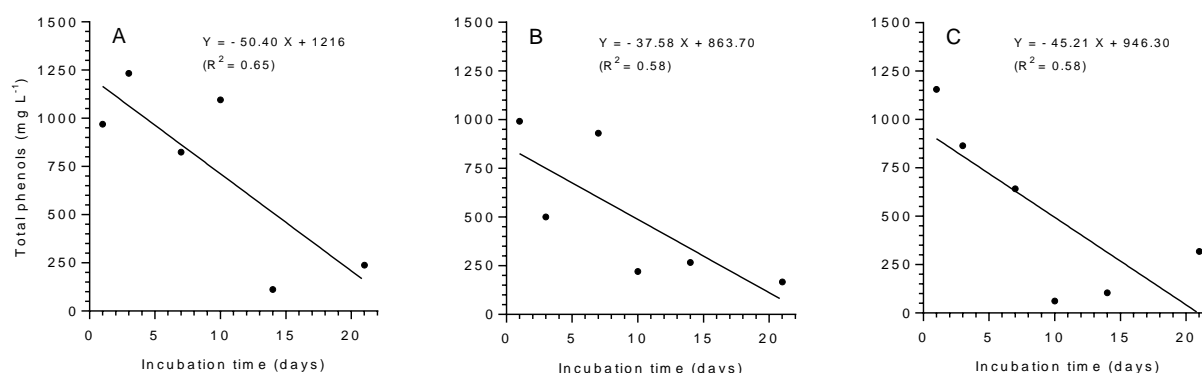 A
Y = - 50.40 X + 1216
(R² = 0.65)
Total phenols (mg L⁻¹)
1500
1250
1000
750
500
250
0
0 5 10 15 20
Incubation time (days)
B
Y = - 37.58 X + 863.70
(R² = 0.58)
1500
1250
1000
750
500
250
0
0 5 10 15 20
Incubation time (days)
C
Y = - 45.21 X + 946.30
(R² = 0.58)
1500
1250
1000
750
500
250
0
0 5 10 15 20
Incubation time (days)